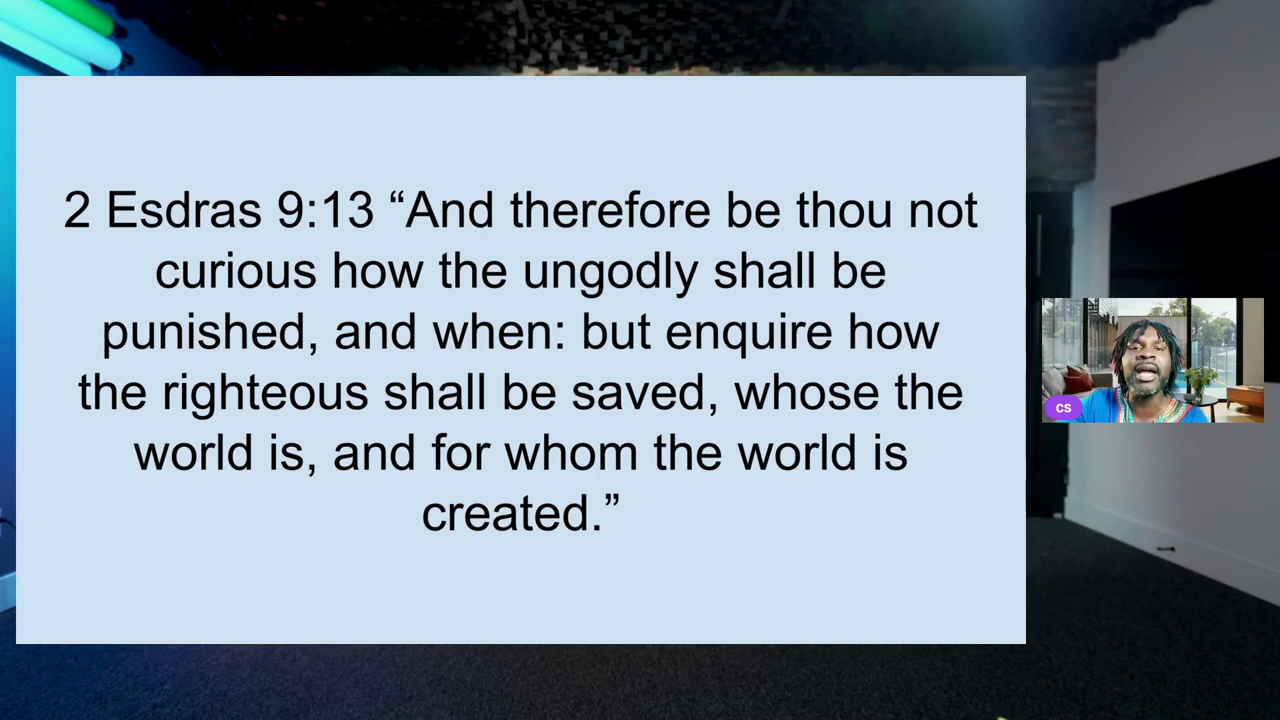 2 Esdras 9:13 “And therefore be thou not
curious how the ungodly shall be
punished, and when: but enquire how
the righteous shall be saved, whose the
world is, and for whom the world is
created.”
CS